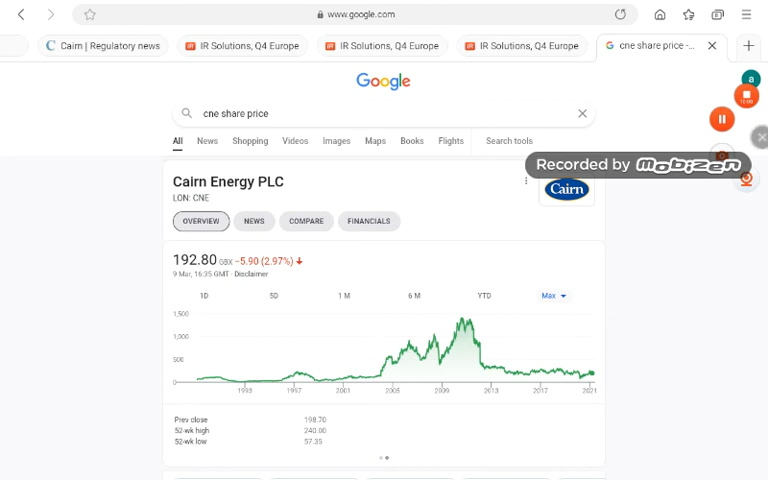 www.google.com
Cairn | Regulatory news
IR Solutions, Q4 Europe
IR Solutions, Q4 Europe
IR Solutions, Q4 Europe
cne share price -...
a
Google
cne share price
All News Shopping Videos Images Maps Books Flights Search tools
Recorded by mobizen
Cairn Energy PLC
LON: CNE
Cairn
OVERVIEW NEWS COMPARE FINANCIALS
192.80 GBX −5.90 (2.97%)
9 Mar, 16:35 GMT · Disclaimer
1D 5D 1 M 6 M YTD Max
1,500
1,000
500
0
1993 1997 2001 2005 2009 2013 2017 2021
Prev close 198.70
52-wk high 240.00
52-wk low 57.35